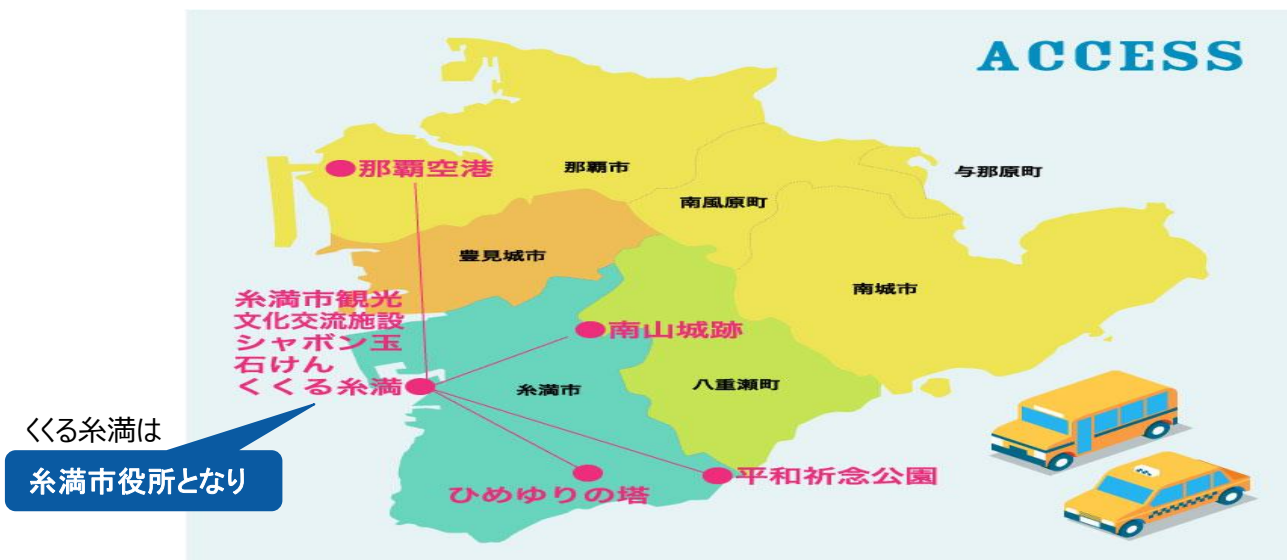 ACCESS
那覇空港
那覇市
与那原町
南風原町
豊見城市
南城市
糸満市観光
文化交流施設
シャボン玉
石けん
くくる糸満
南山城跡
八重瀬町
糸満市
くくる糸満は
糸満市役所となり
ひめゆりの塔
平和祈念公園